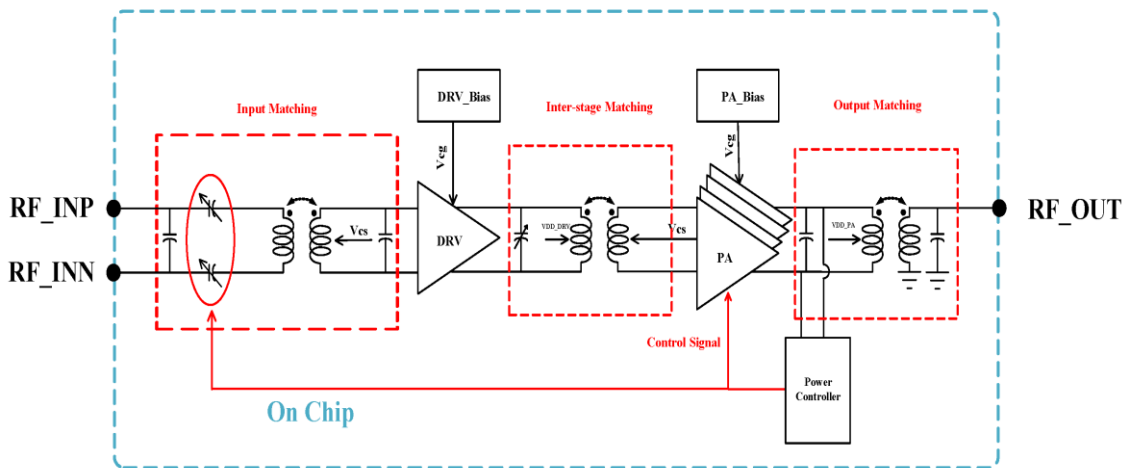 DRV_Bias
PA_Bias
Input Matching
Inter-stage Matching
Output Matching
Vcg
Vcg
RF_INP
RF_OUT
Vcs
DRV
VDD_DRV
Vcs
VDD_PA
PA
RF_INN
Control Signal
Power
Controller
On Chip